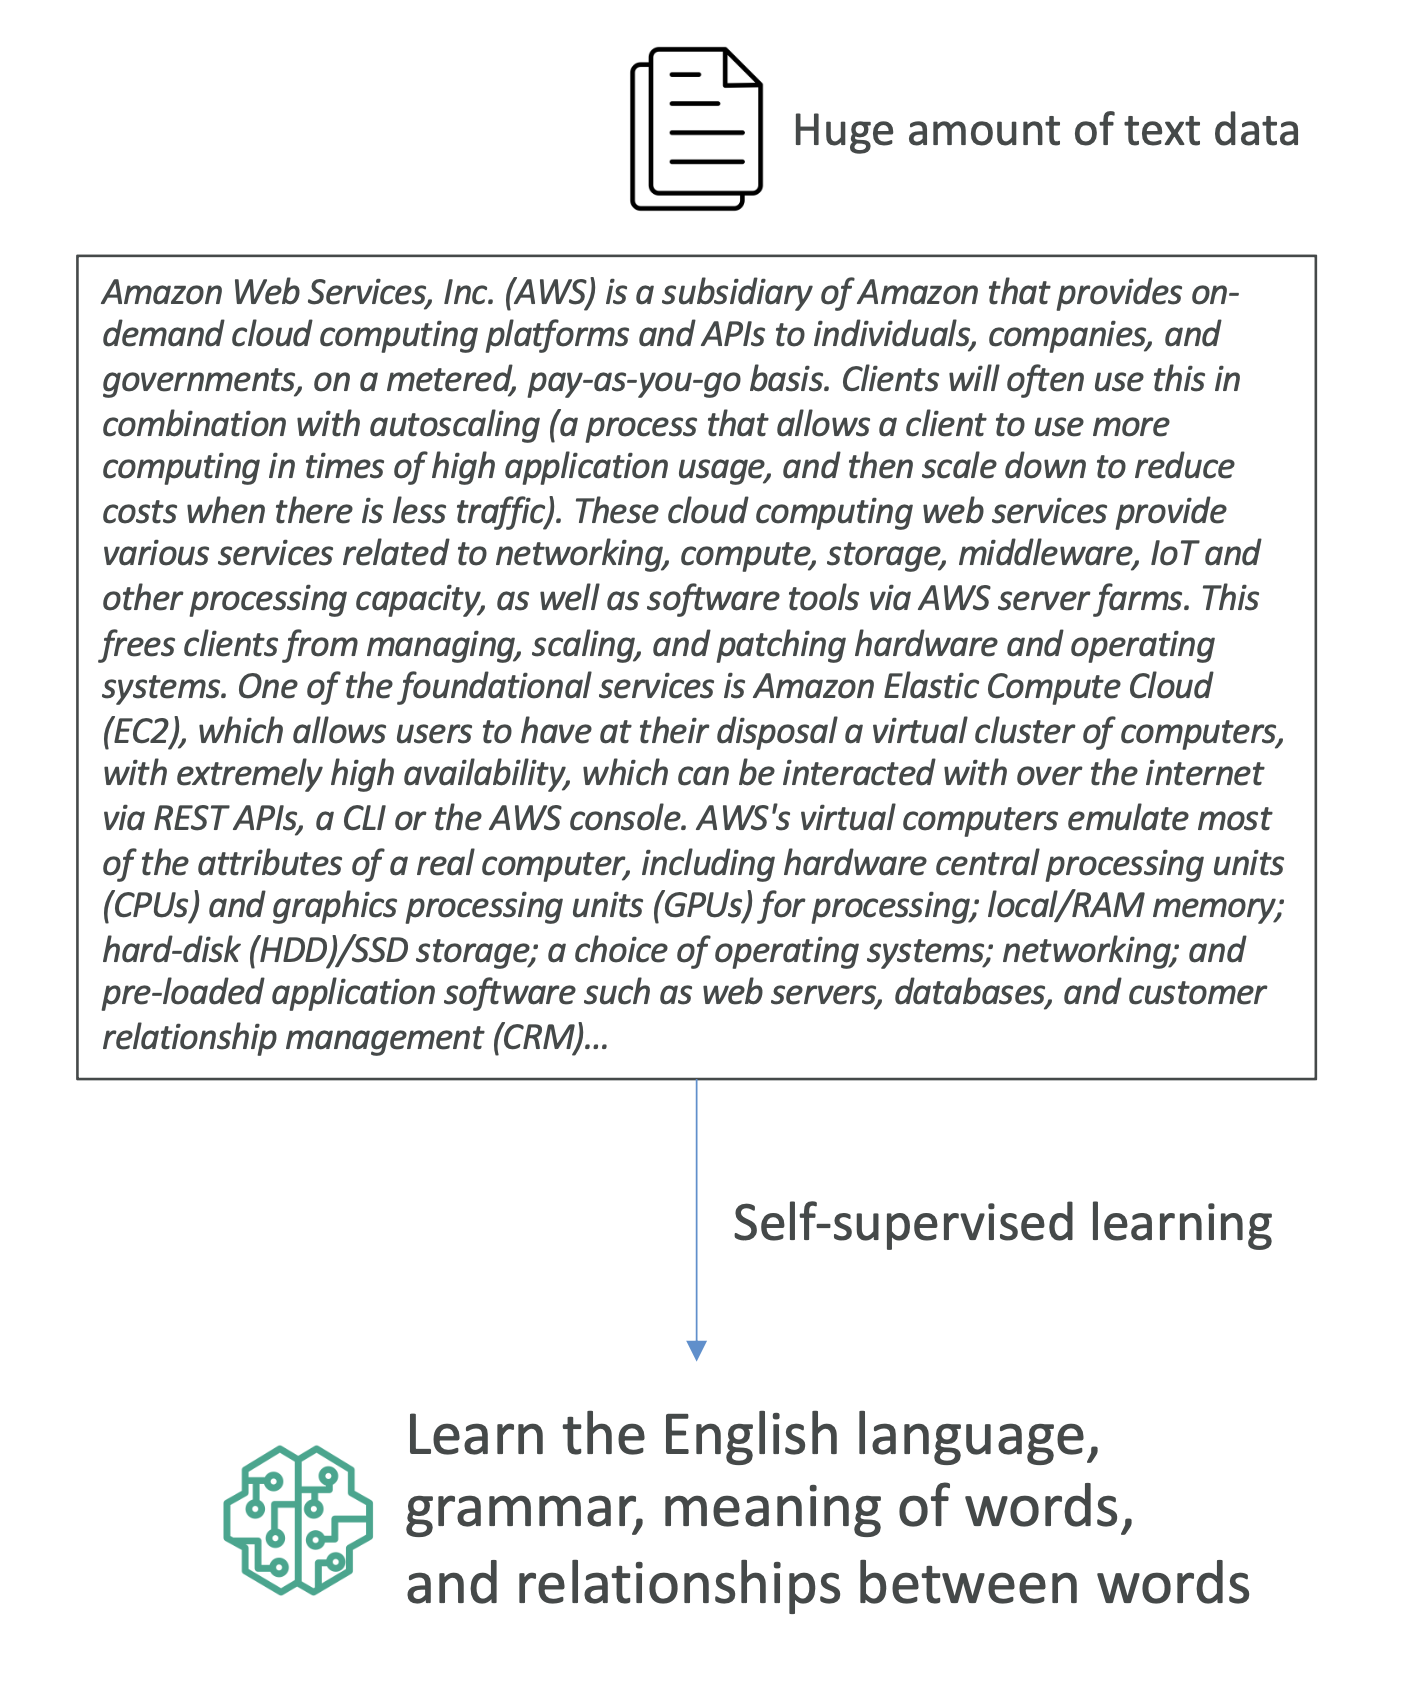 Huge amount of text data
Amazon Web Services, Inc. (AWS) is a subsidiary of Amazon that provides on-
demand cloud computing platforms and APIs to individuals, companies, and
governments, on a metered, pay-as-you-go basis. Clients will often use this in
combination with autoscaling (a process that allows a client to use more
computing in times of high application usage, and then scale down to reduce
costs when there is less traffic). These cloud computing web services provide
various services related to networking, compute, storage, middleware, IoT and
other processing capacity, as well as software tools via AWS server farms. This
frees clients from managing, scaling, and patching hardware and operating
systems. One of the foundational services is Amazon Elastic Compute Cloud
(EC2), which allows users to have at their disposal a virtual cluster of computers,
with extremely high availability, which can be interacted with over the internet
via REST APIs, a CLI or the AWS console. AWS's virtual computers emulate most
of the attributes of a real computer, including hardware central processing units
(CPUs) and graphics processing units (GPUs) for processing; local/RAM memory;
hard-disk (HDD)/SSD storage; a choice of operating systems; networking; and
pre-loaded application software such as web servers, databases, and customer
relationship management (CRM)...
Self-supervised learning
Learn the English language,
grammar, meaning of words,
and relationships between words